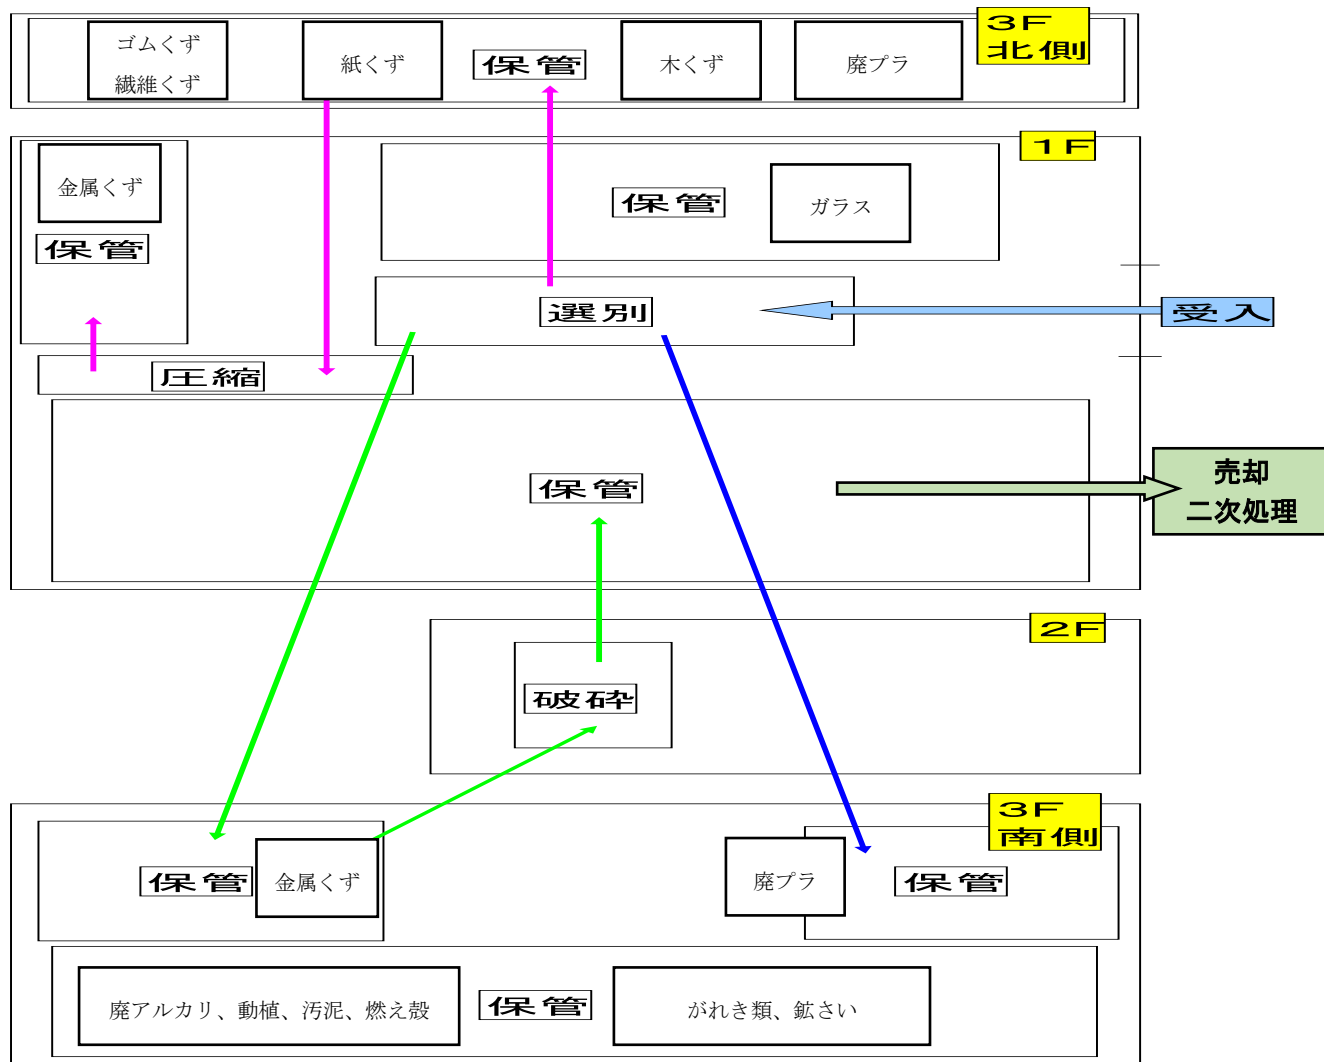 3F
北側
ゴムくず
繊維くず
紙くず
保管
木くず
廃プラ
1F
金属くず
保管
保管
ガラス
選別
受入
圧縮
保管
売却
二次処理
2F
破砕
3F
南側
保管
金属くず
廃プラ
保管
廃アルカリ、動植、汚泥、燃え殻
保管
がれき類、鉱さい